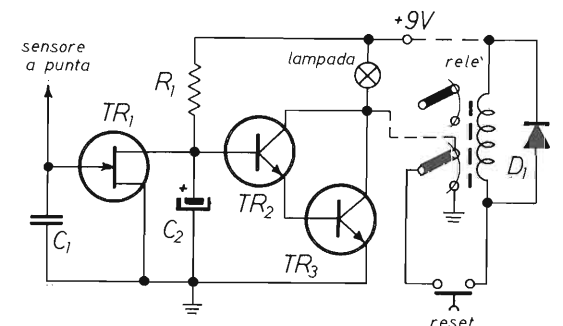 +9V
sensore
a punta
lampada
relè
R1
TR1
TR2
D1
+
C1
C2
TR3
reset